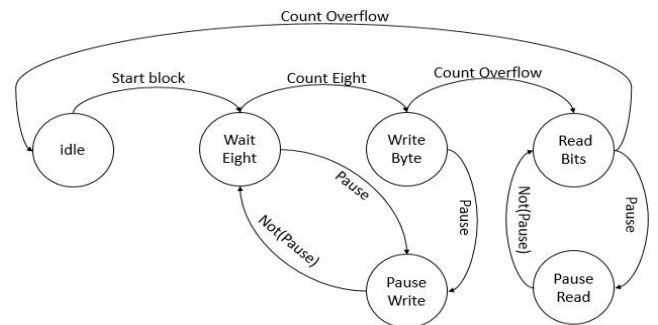 Count Overflow
Start block
Count Eight
Count Overflow
idle
Wait
Eight
Write
Byte
Read
Bits
Pause
Pause
Not(Pause)
Not(Pause)
Pause
Pause
Write
Pause
Read